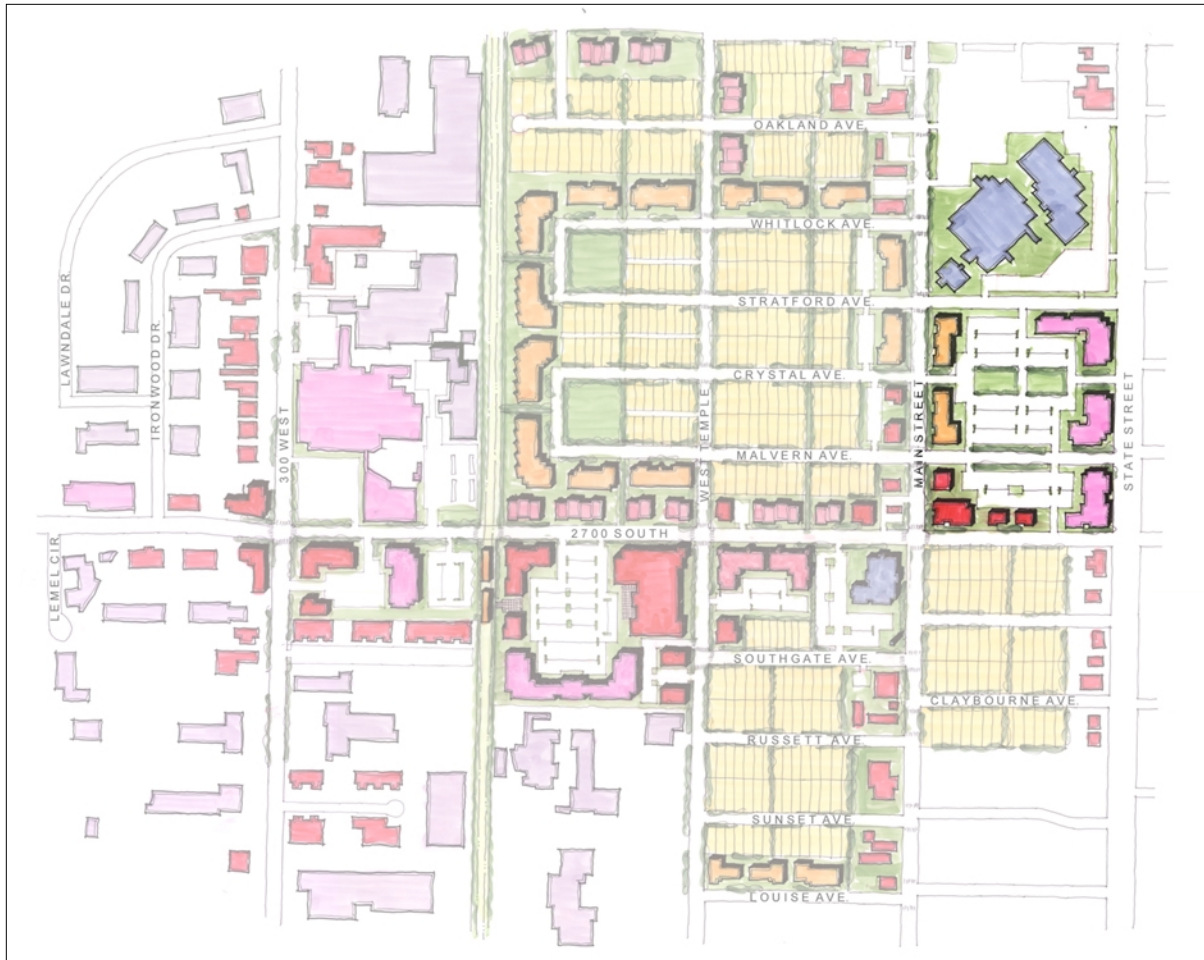 OAKLAND AVE.
WHITLOCK AVE.
LAWNDALE DR.
STRATFORD AVE.
IRONWOOD DR.
CRYSTAL AVE.
300 WEST
WEST TEMPLE
MAIN STREET
STATE STREET
MALVERN AVE.
2700 SOUTH
LEMEL CIR.
SOUTHGATE AVE.
CLAYBOURNE AVE.
RUSSETT AVE.
SUNSET AVE.
LOUISE AVE.